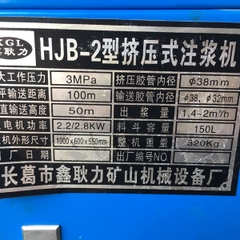 XGL
鑫耿力
HJB-2型挤压式注浆机
大工作压力 3MPa 挤压胶管内径 Φ38mm
平输送距离 100m 输送胶管内径 Φ38、Φ32mm
直输送高度 50m 出浆量 1.4-2m³/h
电机功率 2.2/2.8KW 料斗容量 150L
机外形尺寸 1000×600×550mm 整机重量 320Kg
出厂日期 出厂编号 NO
长葛市鑫耿力矿山机械设备厂